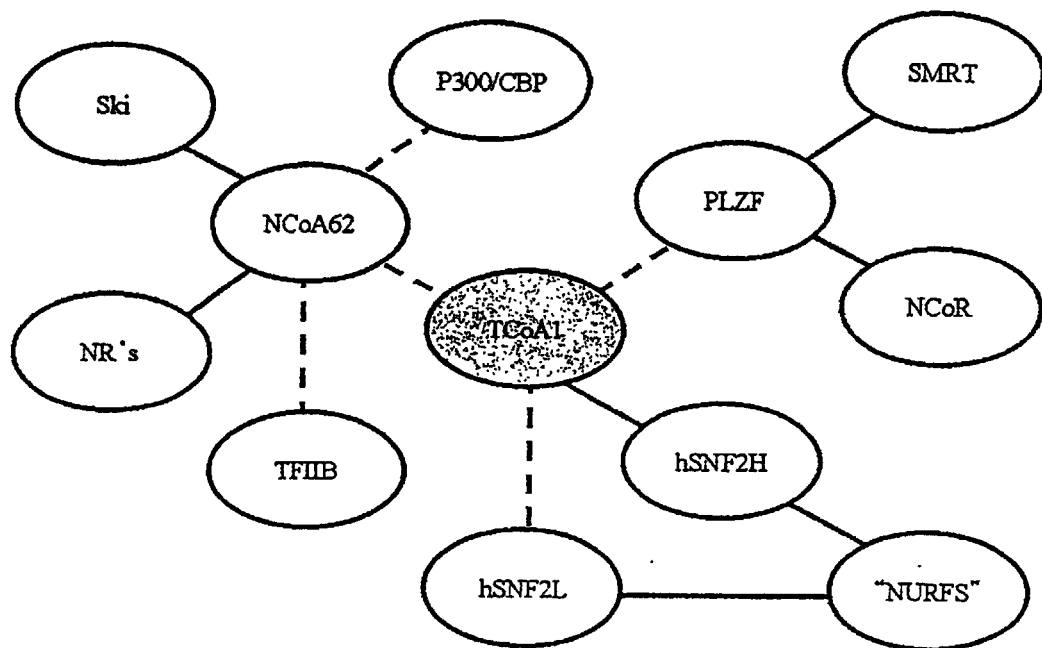 P300/CBP
SMRT
Ski
PLZF
NCoA62
TCoA1
NCoR
NR's
hSNF2H
TFIIB
hSNF2L
"NURFS"